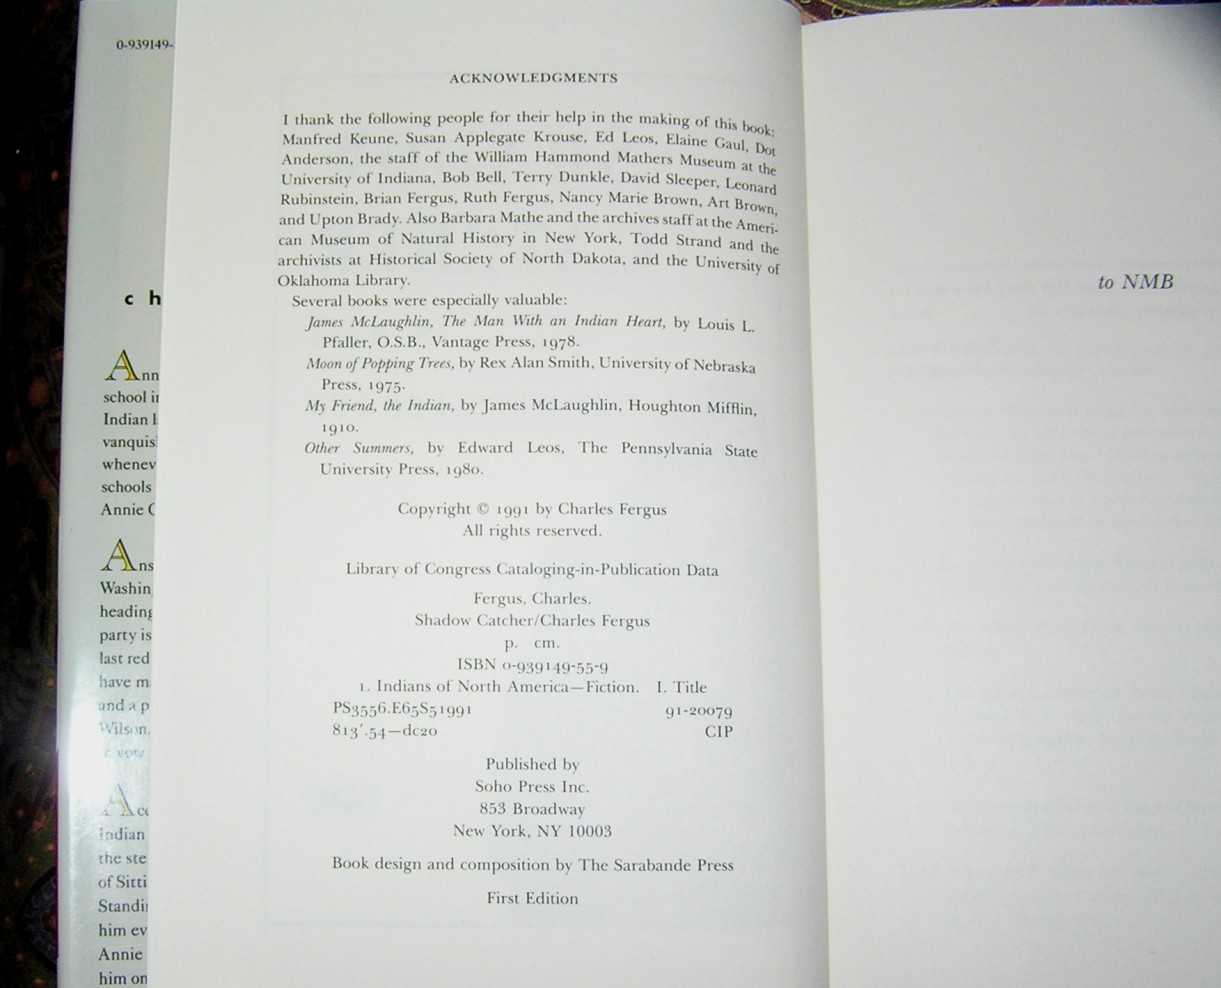 0-939149-
c h
Ann
school i
Indian l
vanquis
whenev
schools
Annie C
Ans
Washin
heading
party is
last red
have m
and a p
Wilson,
Acc
Indian
the ste
of Sitti
Standi
him ev
Annie
him on
ACKNOWLEDGMENTS
I thank the following people for their help in the making of this book:
Manfred Keune, Susan Applegate Krouse, Ed Leos, Elaine Gaul, Dot
Anderson, the staff of the William Hammond Mathers Museum at the
University of Indiana, Bob Bell, Terry Dunkle, David Sleeper, Leonard
Rubinstein, Brian Fergus, Ruth Fergus, Nancy Marie Brown, Art Brown,
and Upton Brady. Also Barbara Mathe and the archives staff at the Ameri-
can Museum of Natural History in New York, Todd Strand and the
archivists at Historical Society of North Dakota, and the University of
Oklahoma Library.
Several books were especially valuable:
James McLaughlin, The Man With an Indian Heart, by Louis L.
Pfaller, O.S.B., Vantage Press, 1978.
Moon of Popping Trees, by Rex Alan Smith, University of Nebraska
Press, 1975.
My Friend, the Indian, by James McLaughlin, Houghton Mifflin,
1910.
Other Summers, by Edward Leos, The Pennsylvania State
University Press, 1980.
Copyright © 1991 by Charles Fergus
All rights reserved.
Library of Congress Cataloging-in-Publication Data
Fergus, Charles.
Shadow Catcher/Charles Fergus
p. cm.
ISBN 0-939149-55-9
1. Indians of North America—Fiction. I. Title
PS3556.E65S51991 91-20079
813'.54—dc20 CIP
Published by
Soho Press Inc.
853 Broadway
New York, NY 10003
Book design and composition by The Sarabande Press
First Edition
to NMB